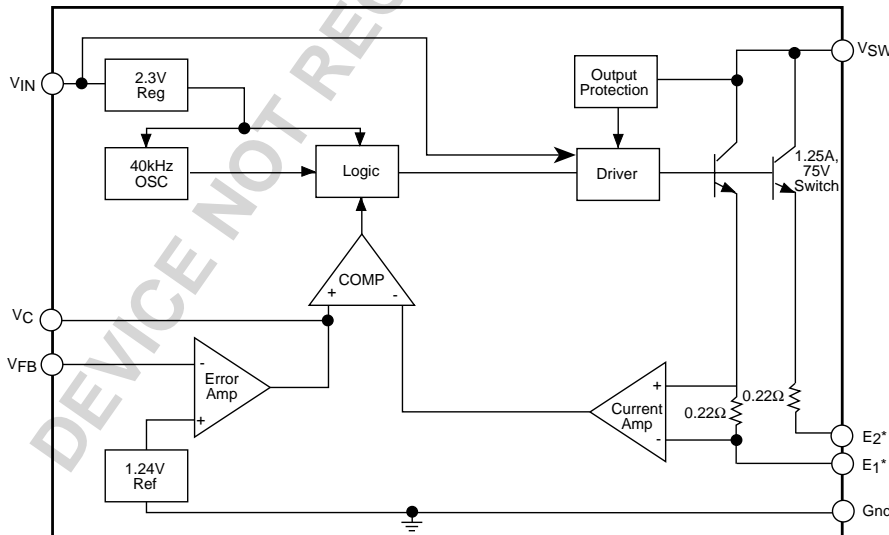 VIN
2.3V
Reg
Output
Protection
VSW
40kHz
OSC
Logic
Driver
1.25A,
75V
Switch
COMP
+
-
VC
VFB
-
Error
Amp
+
Current
Amp
+
-
0.22Ω
0.22Ω
E2*
E1*
1.24V
Ref
Gnd
DEVICE NOT